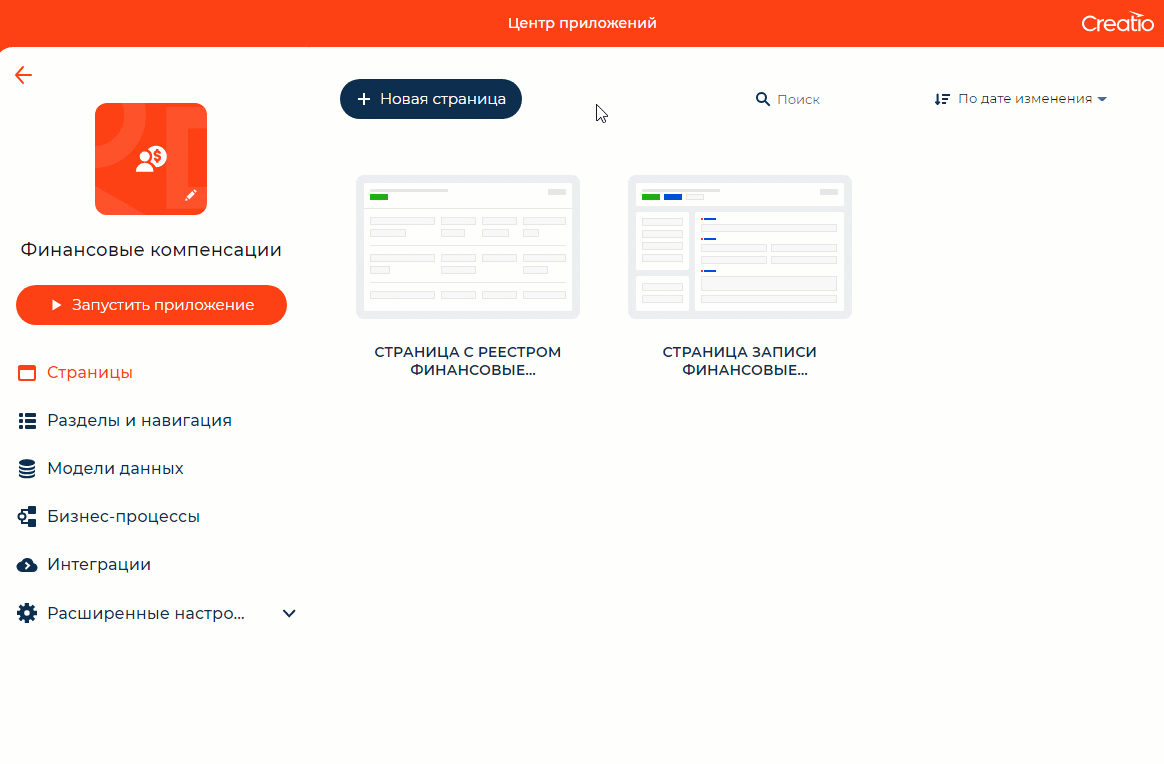 Центр приложений
Creatio
Новая страница
Поиск
По дате изменения
Финансовые компенсации
Запустить приложение
Страницы
Разделы и навигация
Модели данных
Бизнес-процессы
Интеграции
Расширенные настро...
СТРАНИЦА С РЕЕСТРОМ
ФИНАНСОВЫЕ...
СТРАНИЦА ЗАПИСИ
ФИНАНСОВЫЕ...